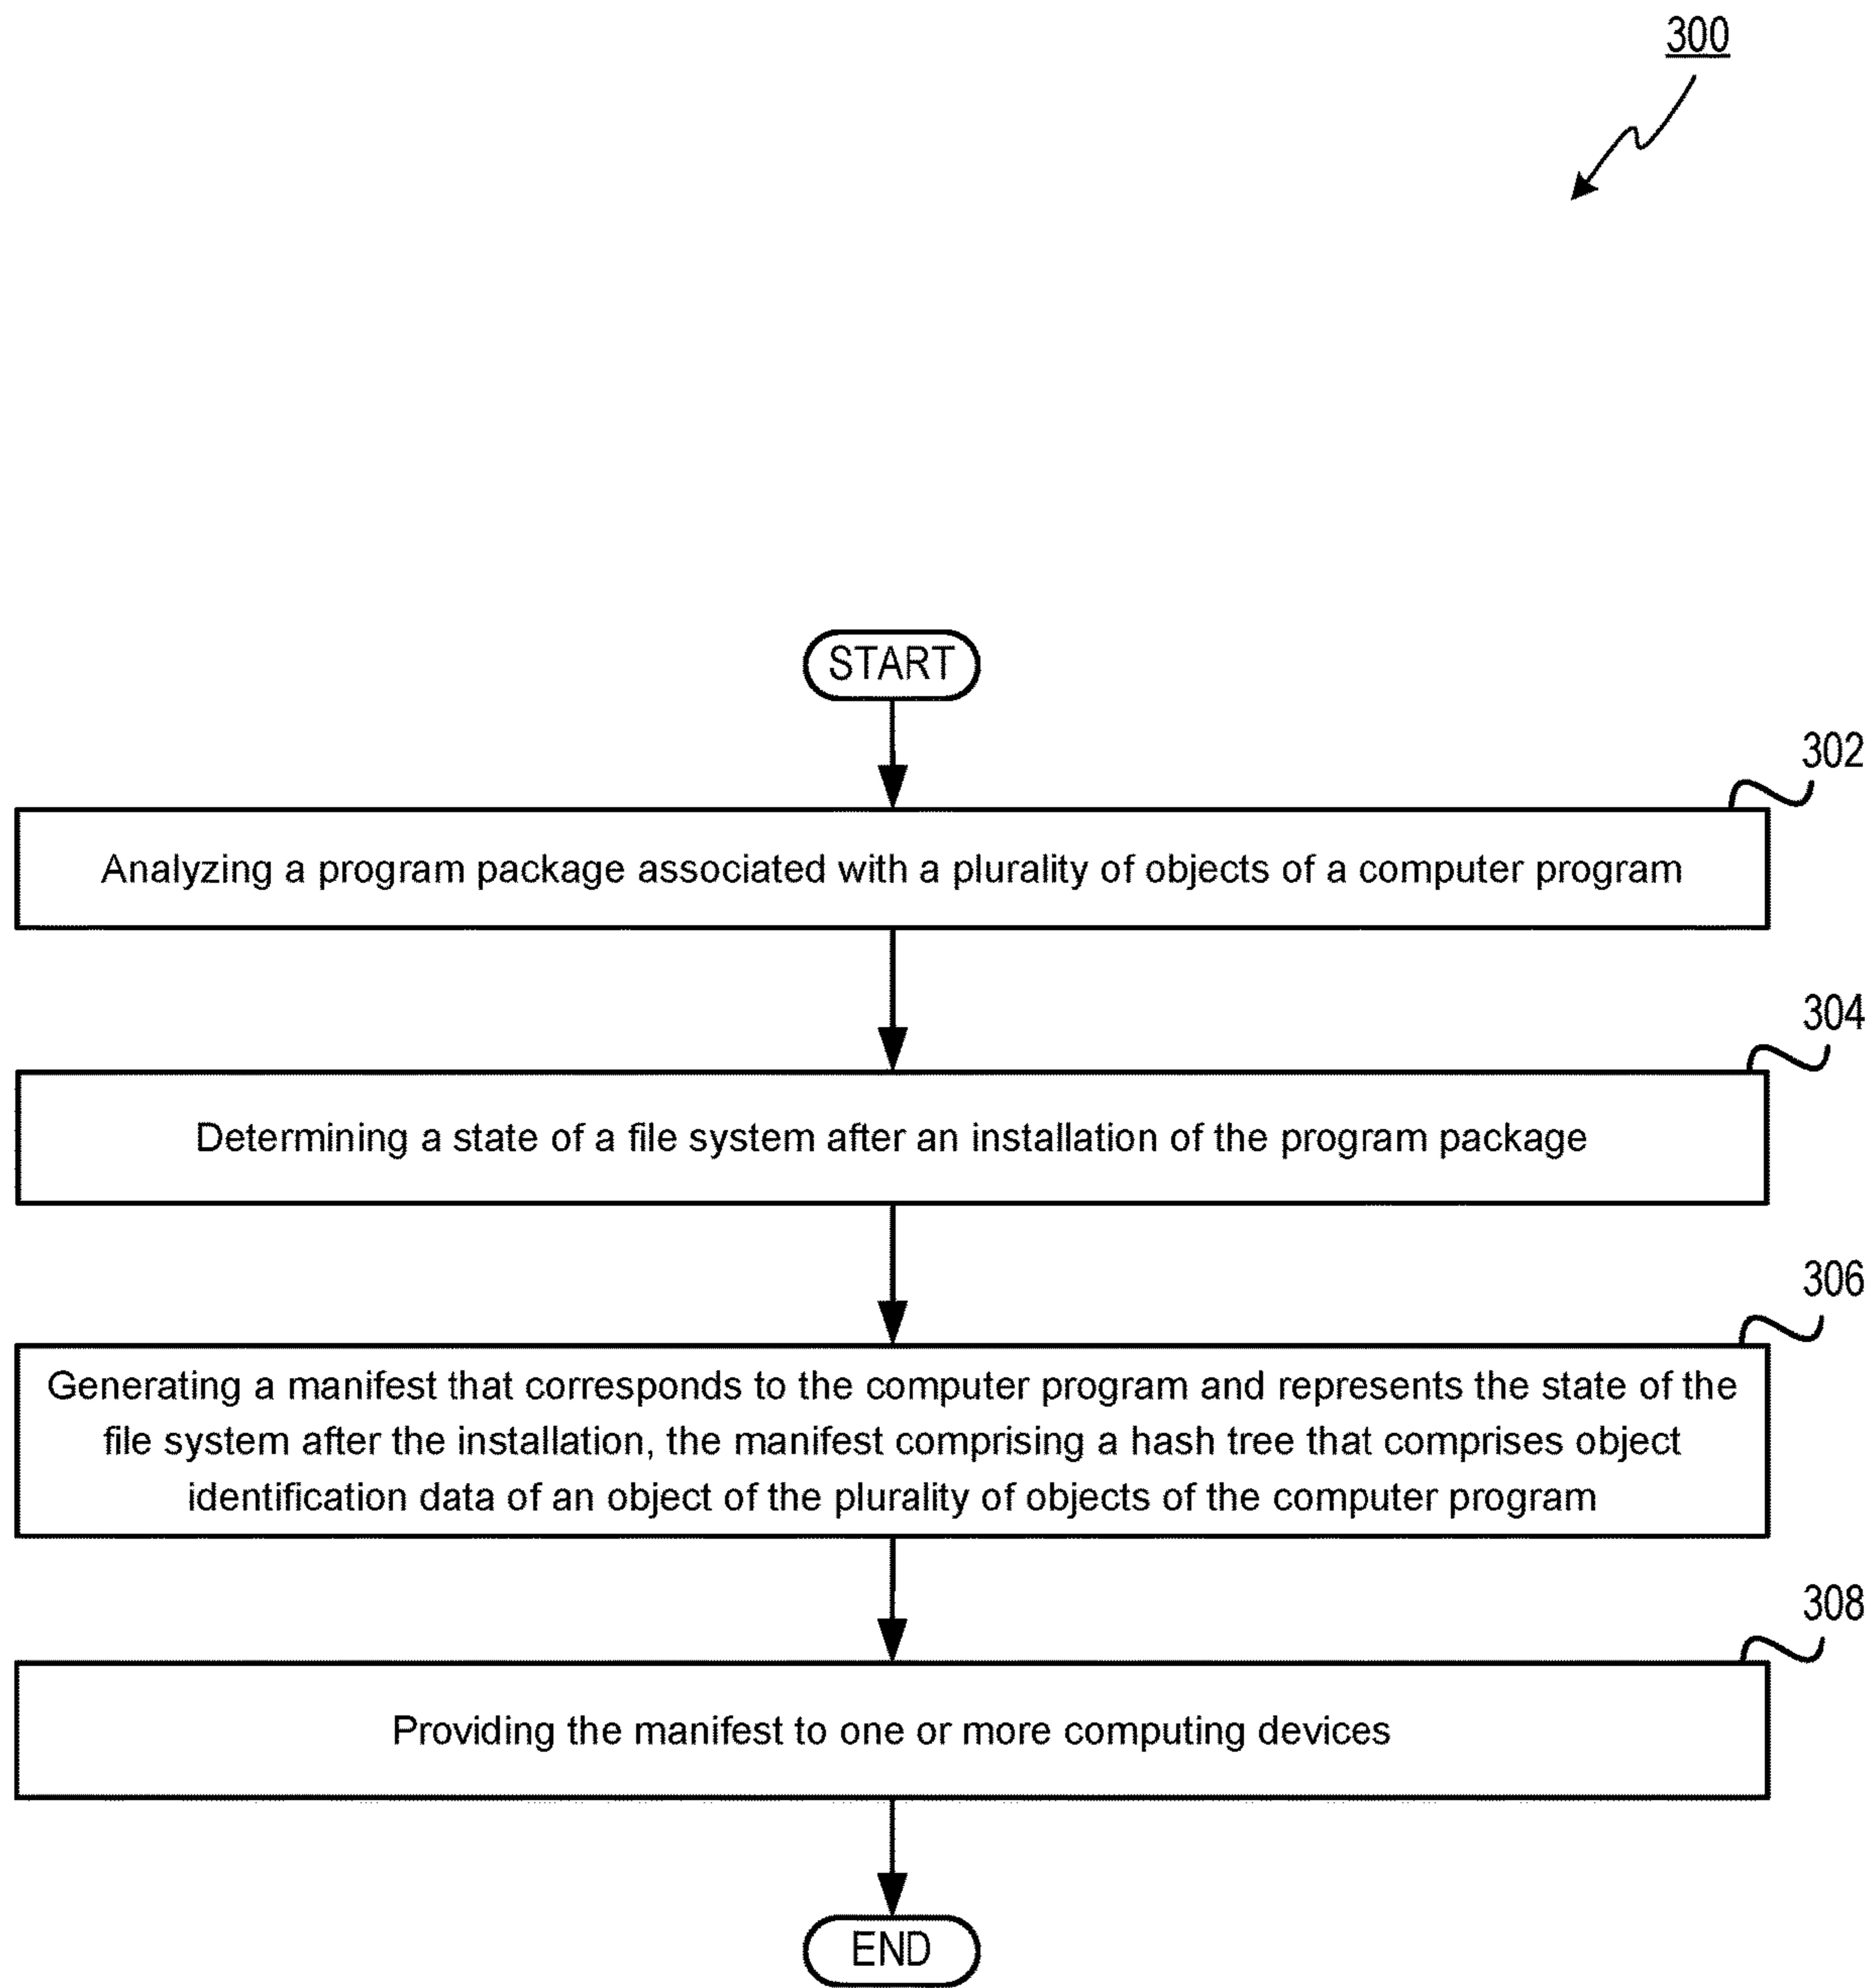 300
START
302
Analyzing a program package associated with a plurality of objects of a computer program
304
Determining a state of a file system after an installation of the program package
306
Generating a manifest that corresponds to the computer program and represents the state of the
file system after the installation, the manifest comprising a hash tree that comprises object
identification data of an object of the plurality of objects of the computer program
308
Providing the manifest to one or more computing devices
END